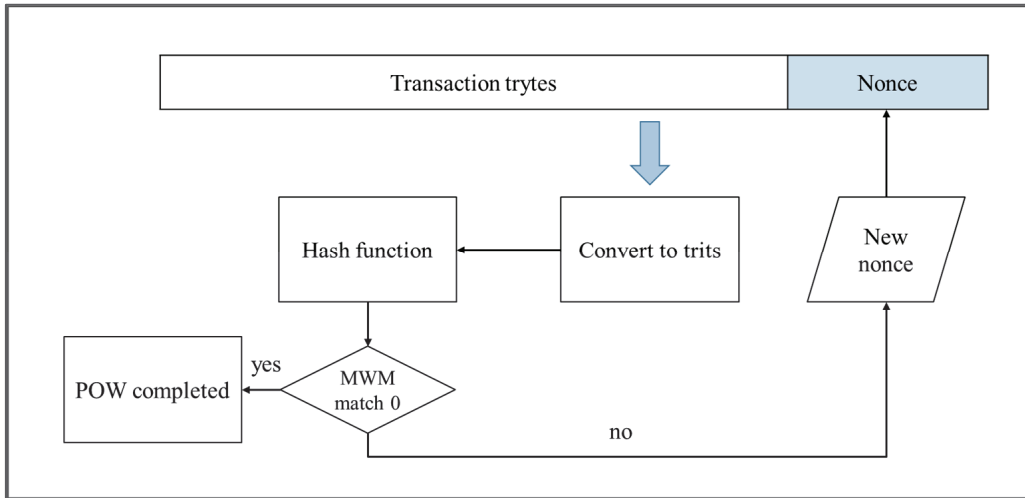 Transaction trytes
Nonce
Hash function
Convert to trits
New
nonce
yes
POW completed
MWM
match 0
no